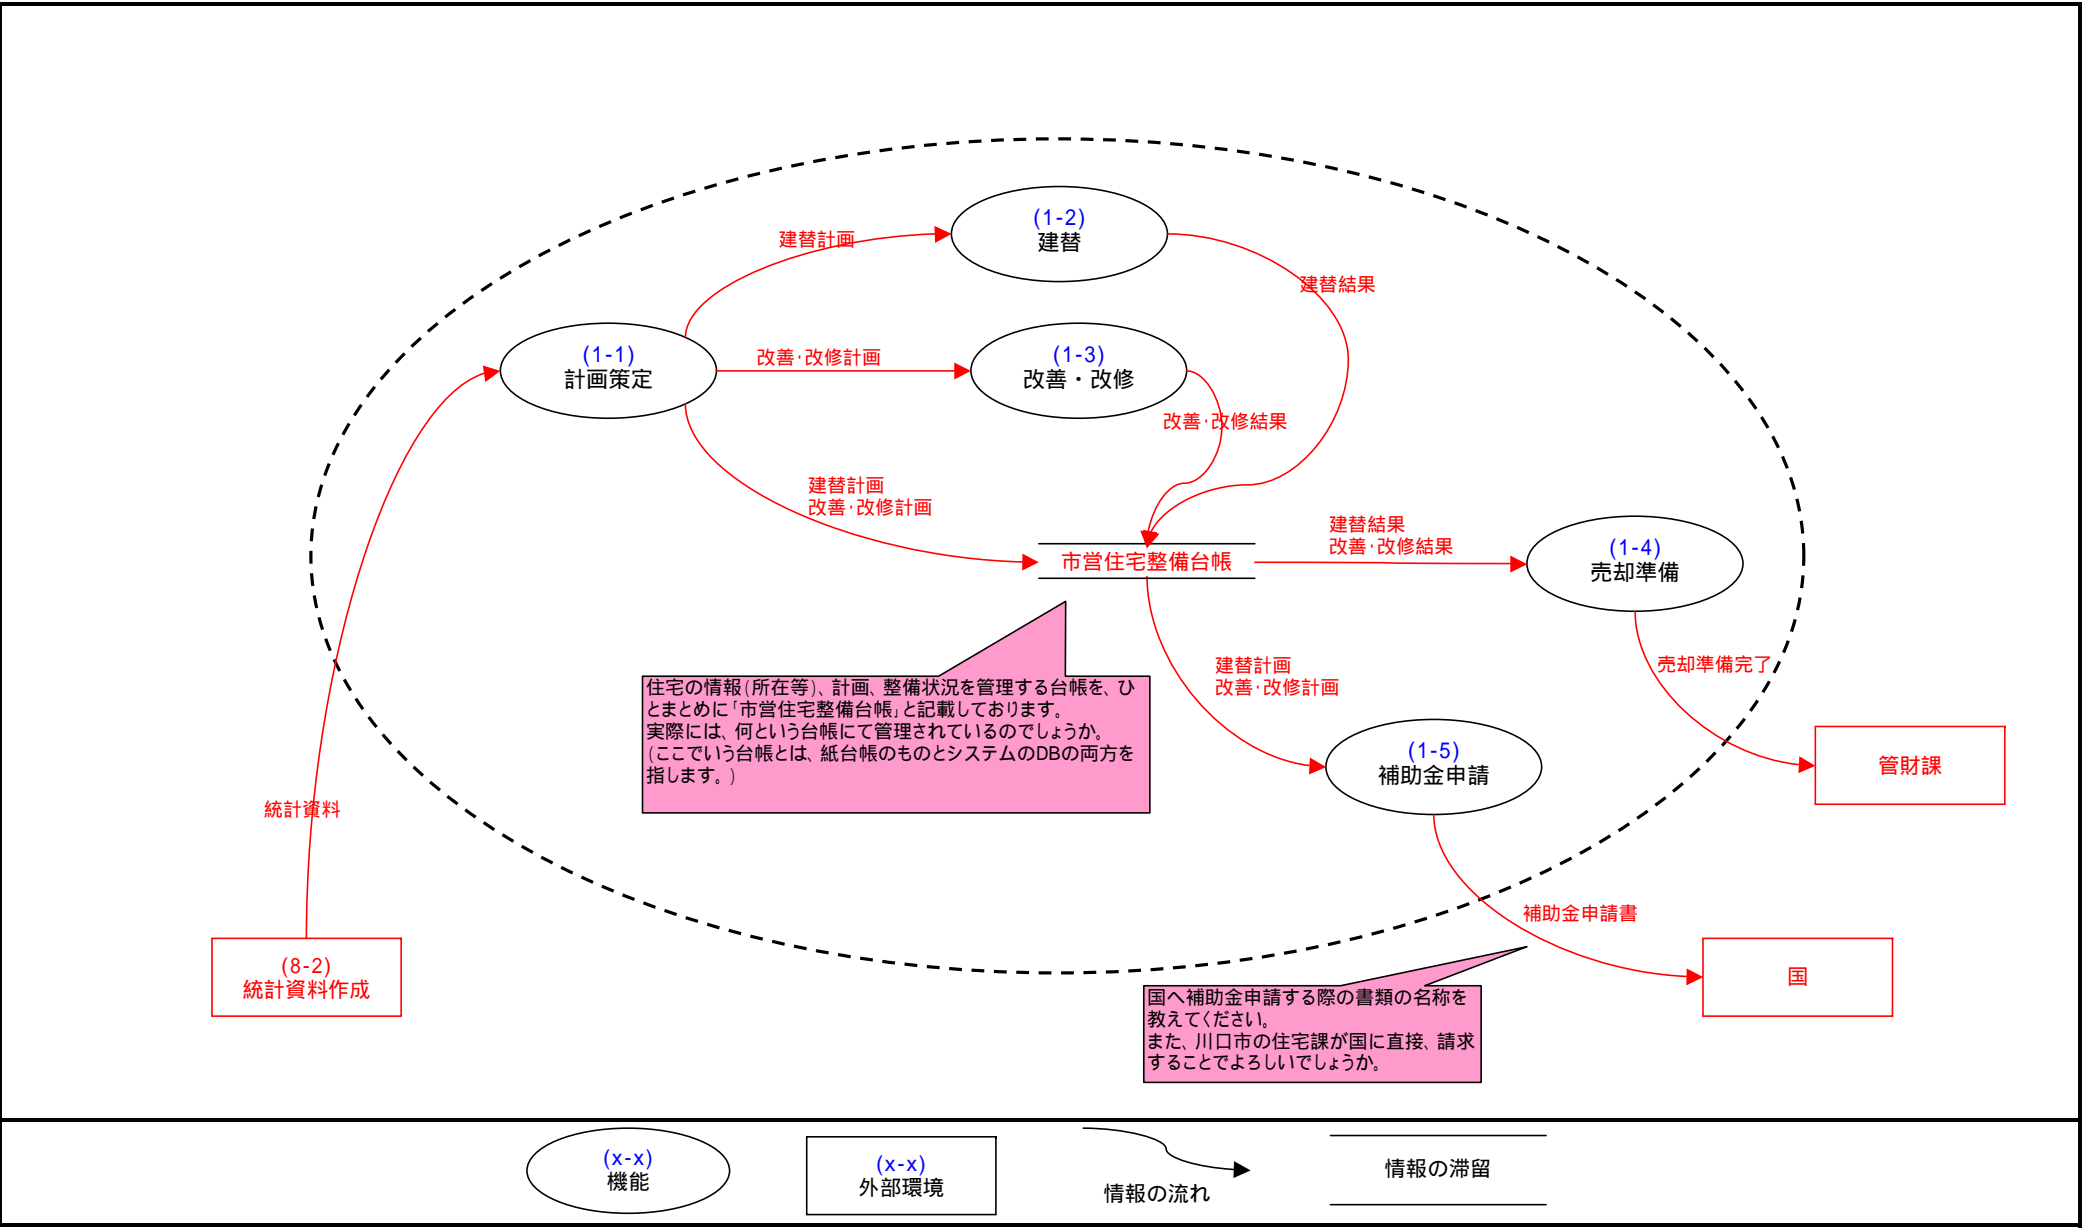 (1-2)
建替
建替計画
建替結果
(1-1)
計画策定
改善・改修計画
(1-3)
改善・改修
改善・改修結果
建替計画
改善・改修計画
市営住宅整備台帳
建替結果
改善・改修結果
(1-4)
売却準備
建替計画
改善・改修計画
売却準備完了
住宅の情報(所在等)、計画、整備状況を管理する台帳を、ひ
とまとめに「市営住宅整備台帳」と記載しております。
実際には、何という台帳にて管理されているのでしょうか。
(ここでいう台帳とは、紙台帳のものとシステムのDBの両方を
指します。)
(1-5)
補助金申請
管財課
統計資料
補助金申請書
(8-2)
統計資料作成
国
国へ補助金申請する際の書類の名称を
教えてください。
また、川口市の住宅課が国に直接、請求
することでよろしいでしょうか。
(x-x)
機能
(x-x)
外部環境
情報の流れ
情報の滞留